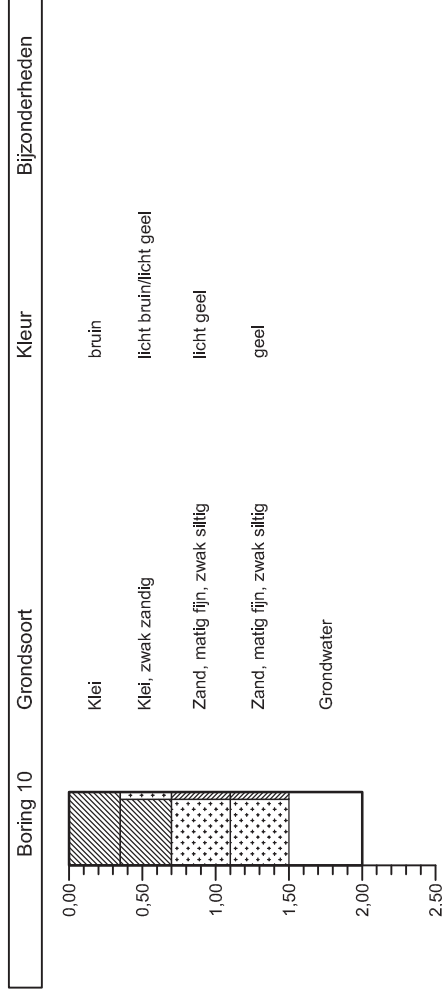 Boring 10 Grondsoort Kleur Bijzonderheden
0,00
Klei bruin
0,50
Klei, zwak zandig licht bruin/licht geel
1,00
Zand, matig fijn, zwak siltig licht geel
Zand, matig fijn, zwak siltig geel
1,50
Grondwater
2,00
2.50